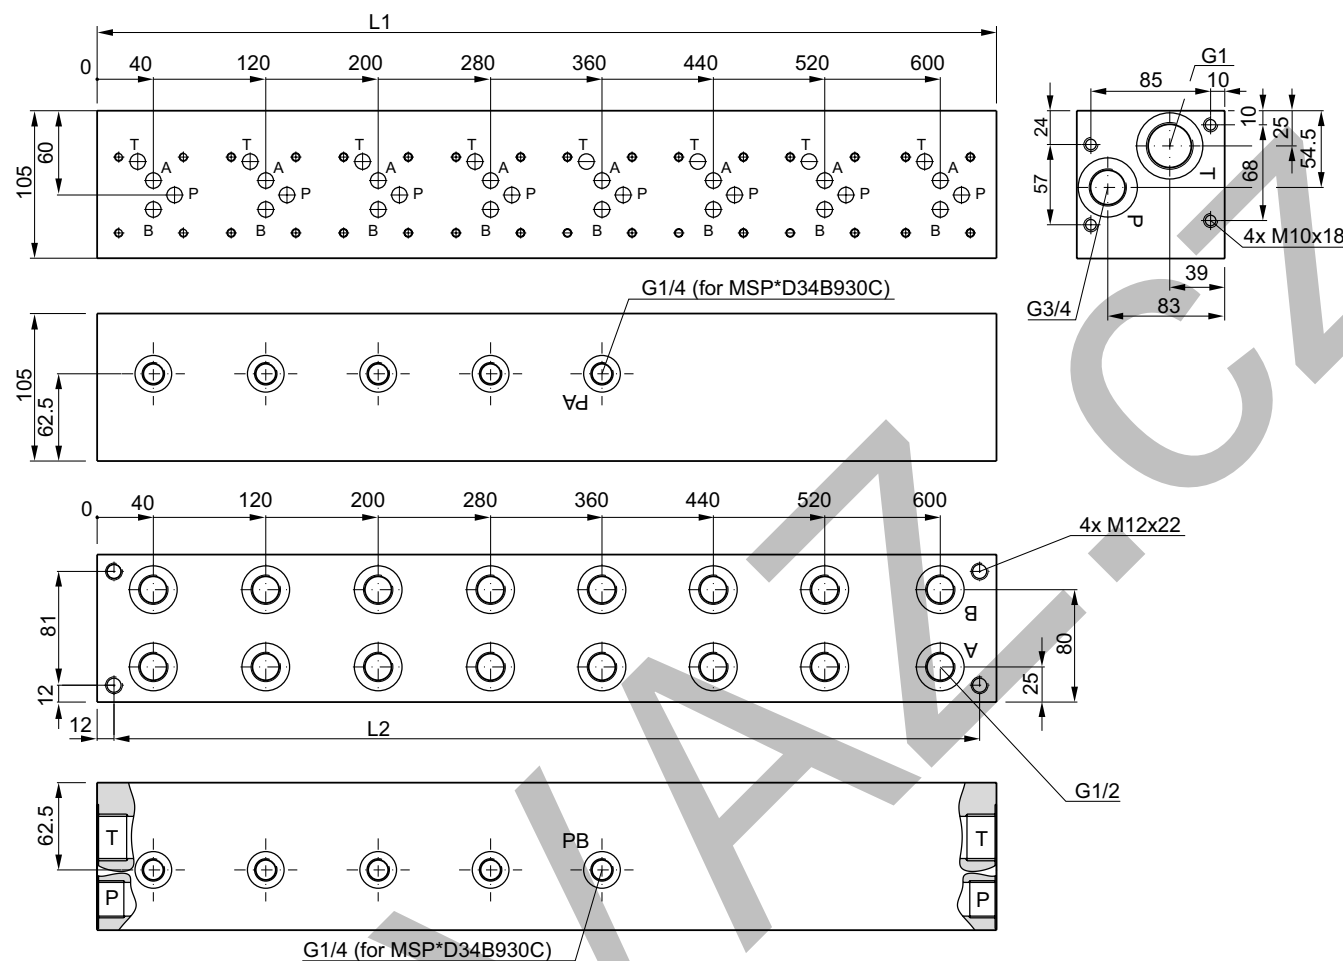 L1
0 40 120 200 280 360 440 520 600
T T T T T T T T
A A A A A A A A
P P P P P P P P
B B B B B B B B
105
60
G1
85 10
24
57
10
25
68
54.5
T
P
4x M10x18
39
83
G3/4
G1/4 (for MSP*D34B930C)
105
62.5
PA
0 40 120 200 280 360 440 520 600
4x M12x22
81
12
12
L2
B
A
80
25
G1/2
62.5
T
P
PB
T
P
G1/4 (for MSP*D34B930C)
VAZ.CZ